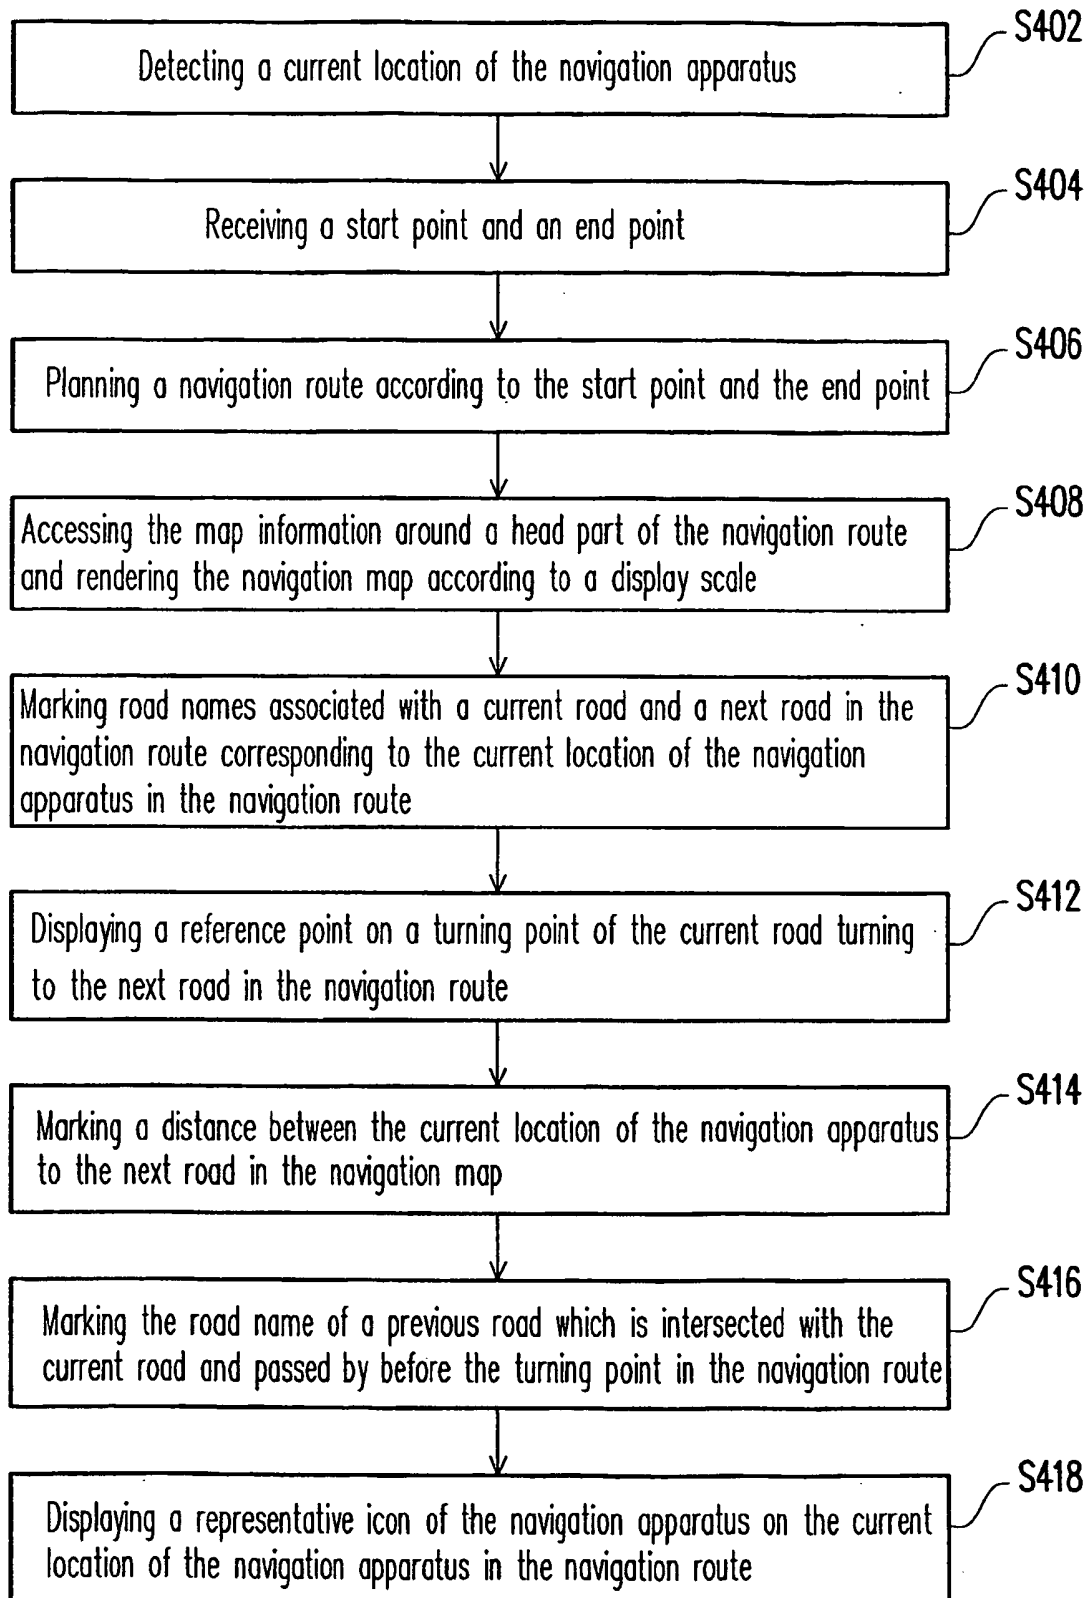 S402
Detecting a current location of the navigation apparatus
S404
Receiving a start point and an end point
S406
Planning a navigation route according to the start point and the end point
S408
Accessing the map information around a head part of the navigation route
and rendering the navigation map according to a display scale
S410
Marking road names associated with a current road and a next road in the
navigation route corresponding to the current location of the navigation
apparatus in the navigation route
S412
Displaying a reference point on a turning point of the current road turning
to the next road in the navigation route
S414
Marking a distance between the current location of the navigation apparatus
to the next road in the navigation map
S416
Marking the road name of a previous road which is intersected with the
current road and passed by before the turning point in the navigation route
S418
Displaying a representative icon of the navigation apparatus on the current
location of the navigation apparatus in the navigation route